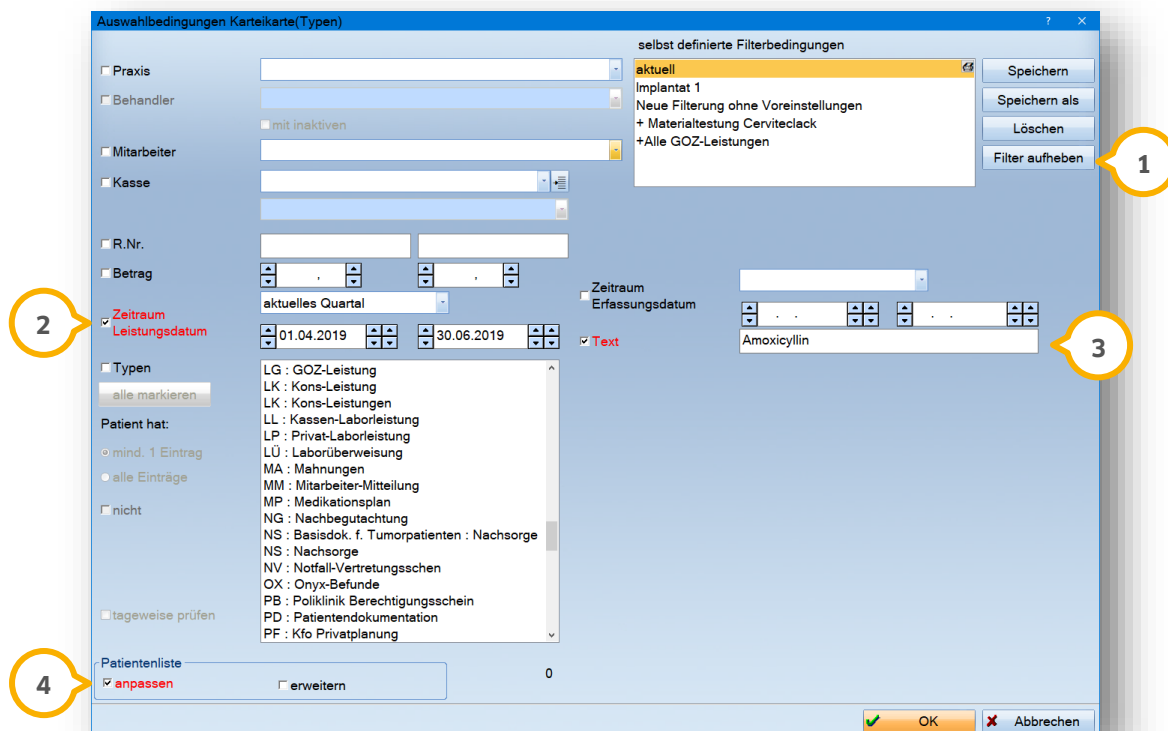 Auswahlbedingungen Karteikarte(Typen)
?
X
selbst definierte Filterbedingungen
Praxis
aktuell
Speichern
Implantat 1
Behandler
Neue Filterung ohne Voreinstellungen
Speichern als
mit inaktiven
+ Materialtestung Cerviteclack
Löschen
Mitarbeiter
+Alle GOZ-Leistungen
Filter aufheben
1
Kasse
R.Nr.
Betrag
,
,
2
Zeitraum
Leistungsdatum
aktuelles Quartal
01.04.2019
30.06.2019
Zeitraum
Erfassungsdatum
. .
. .
Text
Amoxicyllin
3
Typen
alle markieren
Patient hat:
mind. 1 Eintrag
alle Einträge
nicht
tageweise prüfen
LG : GOZ-Leistung
LK : Kons-Leistung
LK : Kons-Leistungen
LL : Kassen-Laborleistung
LP : Privat-Laborleistung
LÜ : Laborüberweisung
MA : Mahnungen
MM : Mitarbeiter-Mitteilung
MP : Medikationsplan
NG : Nachbegutachtung
NS : Basisdok. f. Tumorpatienten : Nachsorge
NS : Nachsorge
NV : Notfall-Vertretungsschen
OX : Onyx-Befunde
PB : Poliklinik Berechtigungsschein
PD : Patientendokumentation
PF : Kfo Privatplanung
Patientenliste
4
anpassen
erweitern
0
OK
Abbrechen